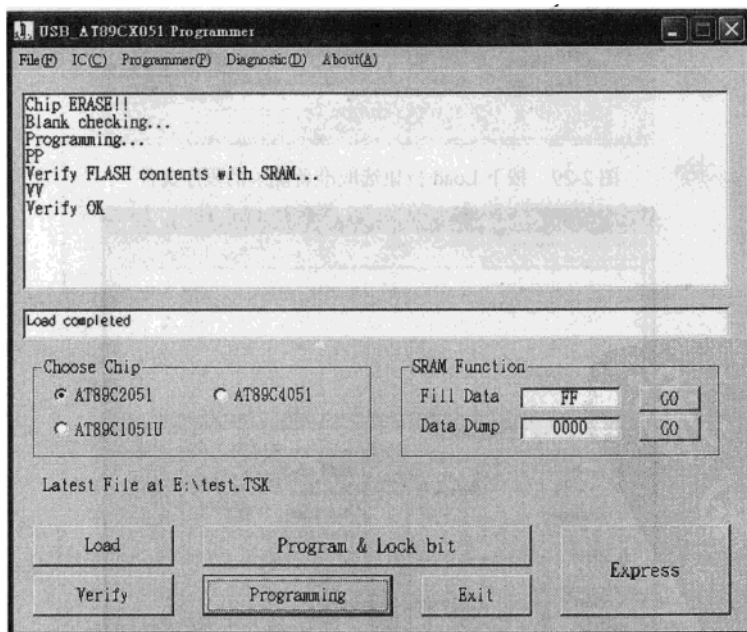 USB_AT89CX051 Programmer
File(F) IC(C) Programmer(P) Diagnostic(D) About(A)
Chip ERASE!!
Blank checking...
Programming...
PP
Verify FLASH contents with SRAM...
VV
Verify OK
Load completed
Choose Chip
AT89C2051 AT89C4051
AT89C1051U
SRAM Function
Fill Data FF GO
Data Dump 0000 GO
Latest File at E:\test.TSK
Load Program & Lock bit Express
Verify Programming Exit